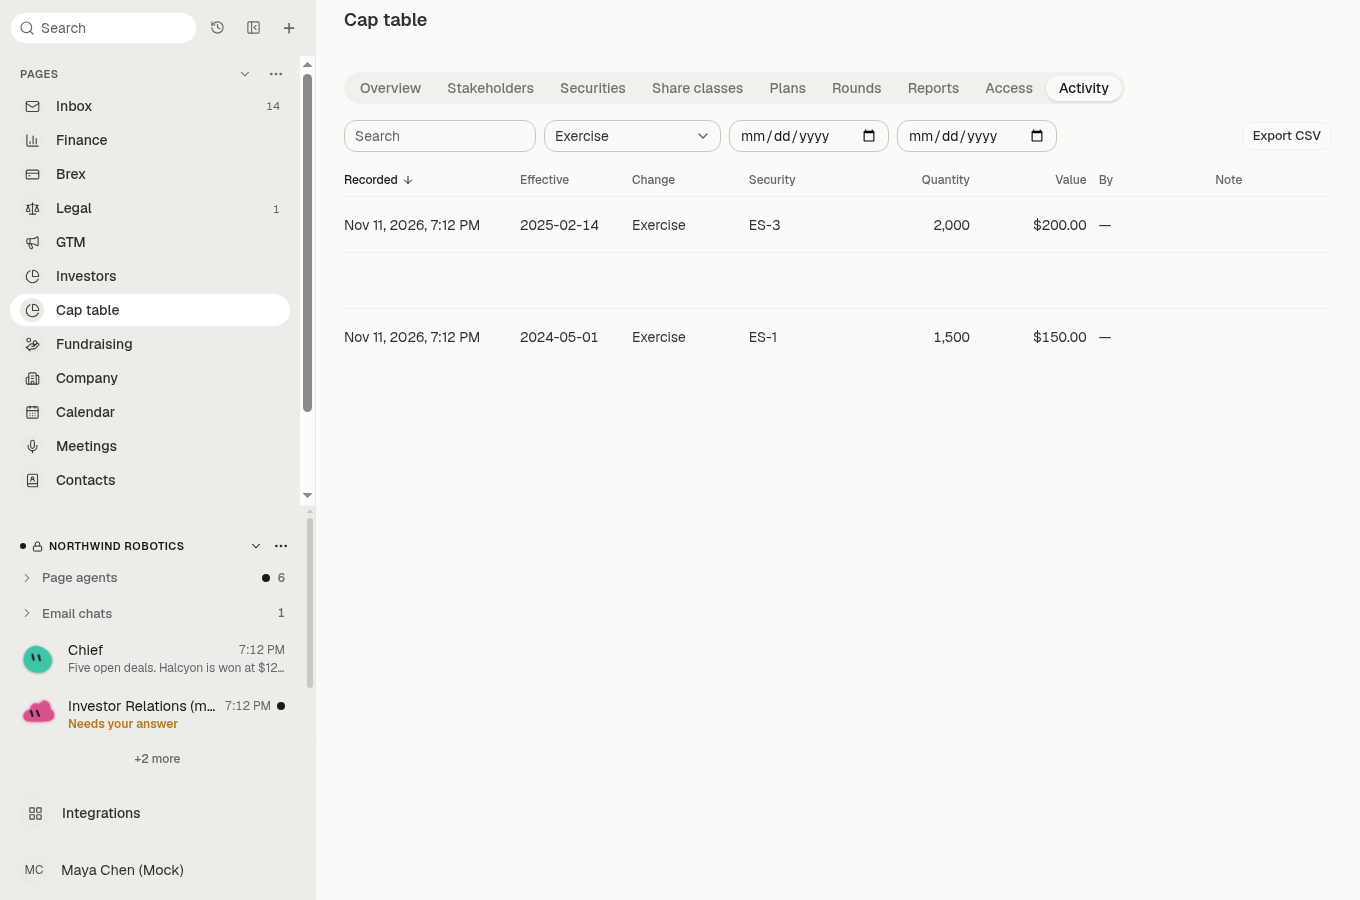 Search
PAGES
Inbox 14
Finance
Brex
Legal 1
GTM
Investors
Cap table
Fundraising
Company
Calendar
Meetings
Contacts
NORTHWIND ROBOTICS
Page agents 6
Email chats 1
Chief 7:12 PM
Five open deals. Halcyon is won at $12...
Investor Relations (m... 7:12 PM
Needs your answer
+2 more
Integrations
MC Maya Chen (Mock)
Cap table
Overview Stakeholders Securities Share classes Plans Rounds Reports Access Activity
Search Exercise mm/dd/yyyy mm/dd/yyyy Export CSV
Recorded Effective Change Security Quantity Value By Note
Nov 11, 2026, 7:12 PM 2025-02-14 Exercise ES-3 2,000 $200.00 —
Nov 11, 2026, 7:12 PM 2024-05-01 Exercise ES-1 1,500 $150.00 —